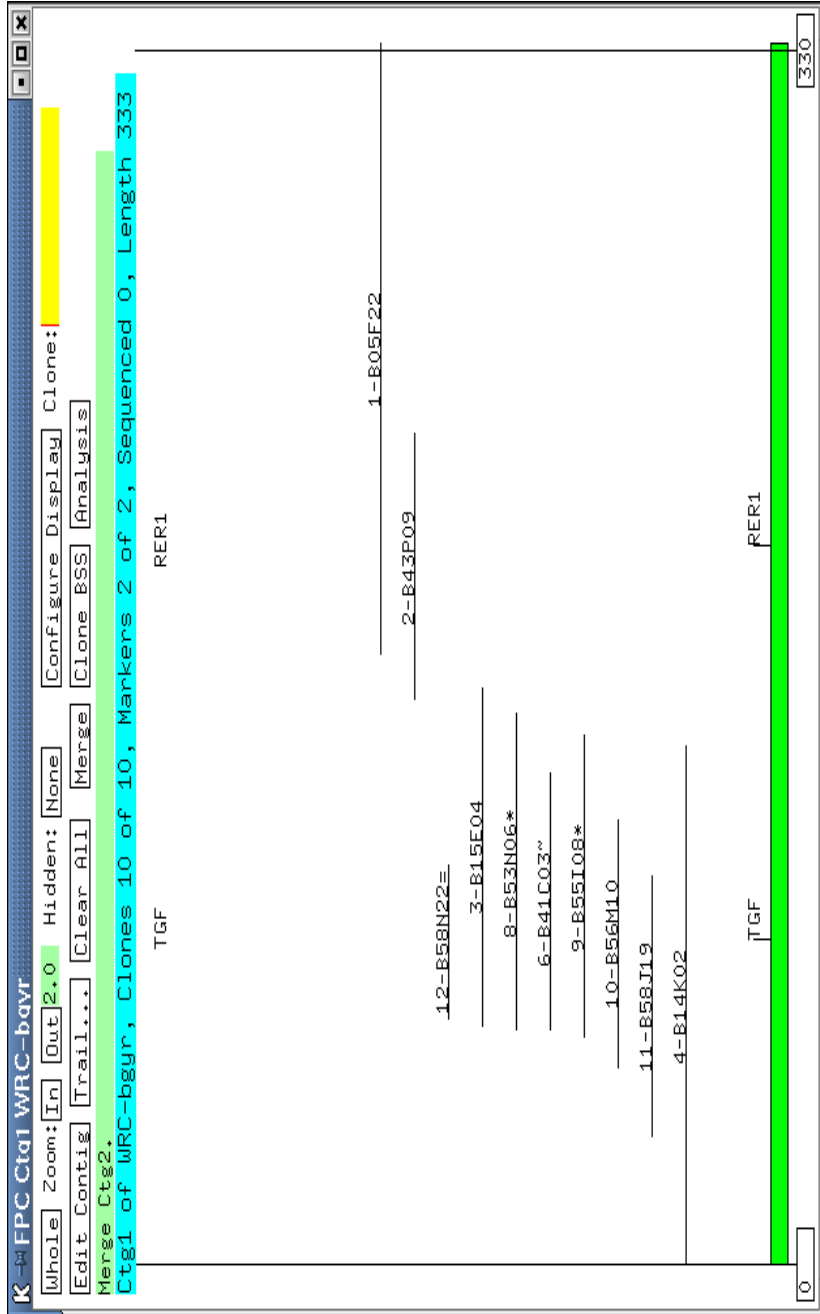 K FPC Ctg1 WRC-bgyr
Whole Zoom: In Out 2.0 Hidden: None Configure Display Clone:
Edit Contig Trail... Clear All Merge Clone BSS Analysis
Merge Ctg2.
Ctg1 of WRC-bgyr, Clones 10 of 10, Markers 2 of 2, Sequenced 0, Length 333
TGF RER1
1-B05F22
2-B43P09
12-B58N22=
3-B15E04
8-B53N06*
6-B41C03~
9-B55I08*
10-B56M10
11-B58J19
4-B14K02
TGF RER1
0 330